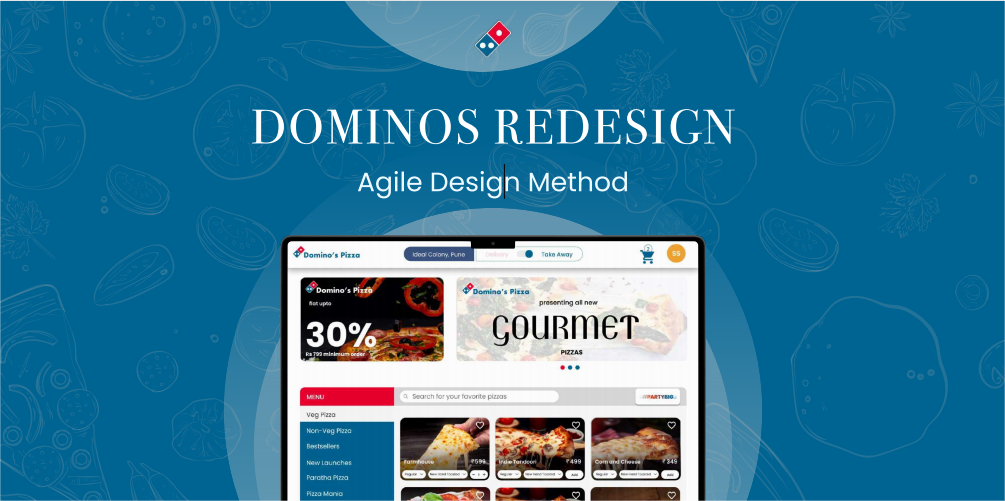 DOMINOS REDESIGN
Agile Design Method
Domino's Pizza
Ideal Colony, Pune
Delivery
Take Away
2
SS
Domino's Pizza
flat upto
30%
Rs 799 minimum order
Domino's Pizza
presenting all new
GOURMET
PIZZAS
MENU
Search for your favorite pizzas
PARTY
Veg Pizza
Non-Veg Pizza
Bestsellers
New Launches
Paratha Pizza
Pizza Mania
Farmhouse
₹599
Regular
New Hand Tossed
1
Indie Tandoori
₹499
Regular
New Hand Tossed
Add
Corn and Cheese
₹349
Regular
New Hand Tossed
Add